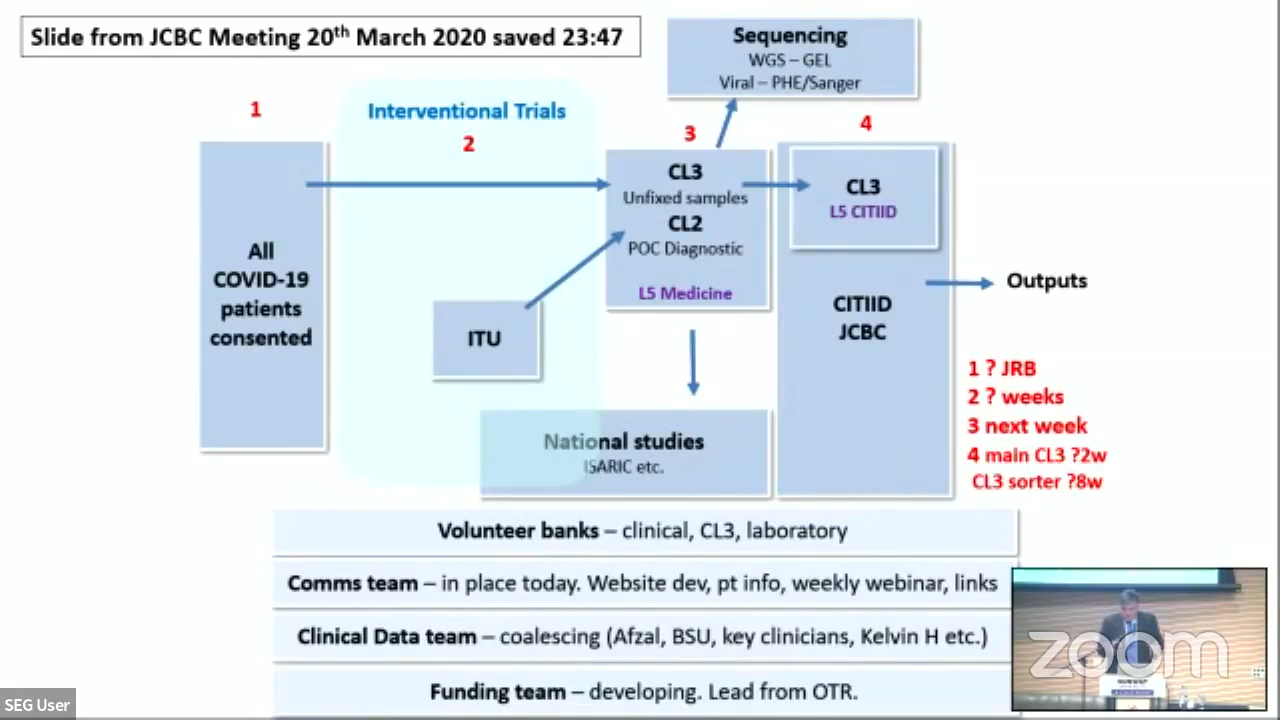 Slide from JCBC Meeting 20th March 2020 saved 23:47
Sequencing
WGS – GEL
Viral – PHE/Sanger
1
Interventional Trials
2
3
4
All
COVID-19
patients
consented
ITU
CL3
Unfixed samples
CL2
POC Diagnostic
L5 Medicine
CL3
L5 CITIID
CITIID
JCBC
Outputs
National studies
ISARIC etc.
1 ? JRB
2 ? weeks
3 next week
4 main CL3 ?2w
CL3 sorter ?8w
Volunteer banks – clinical, CL3, laboratory
Comms team – in place today. Website dev, pt info, weekly webinar, links
Clinical Data team – coalescing (Afzal, BSU, key clinicians, Kelvin H etc.)
Funding team – developing. Lead from OTR.
zoom
SEG User